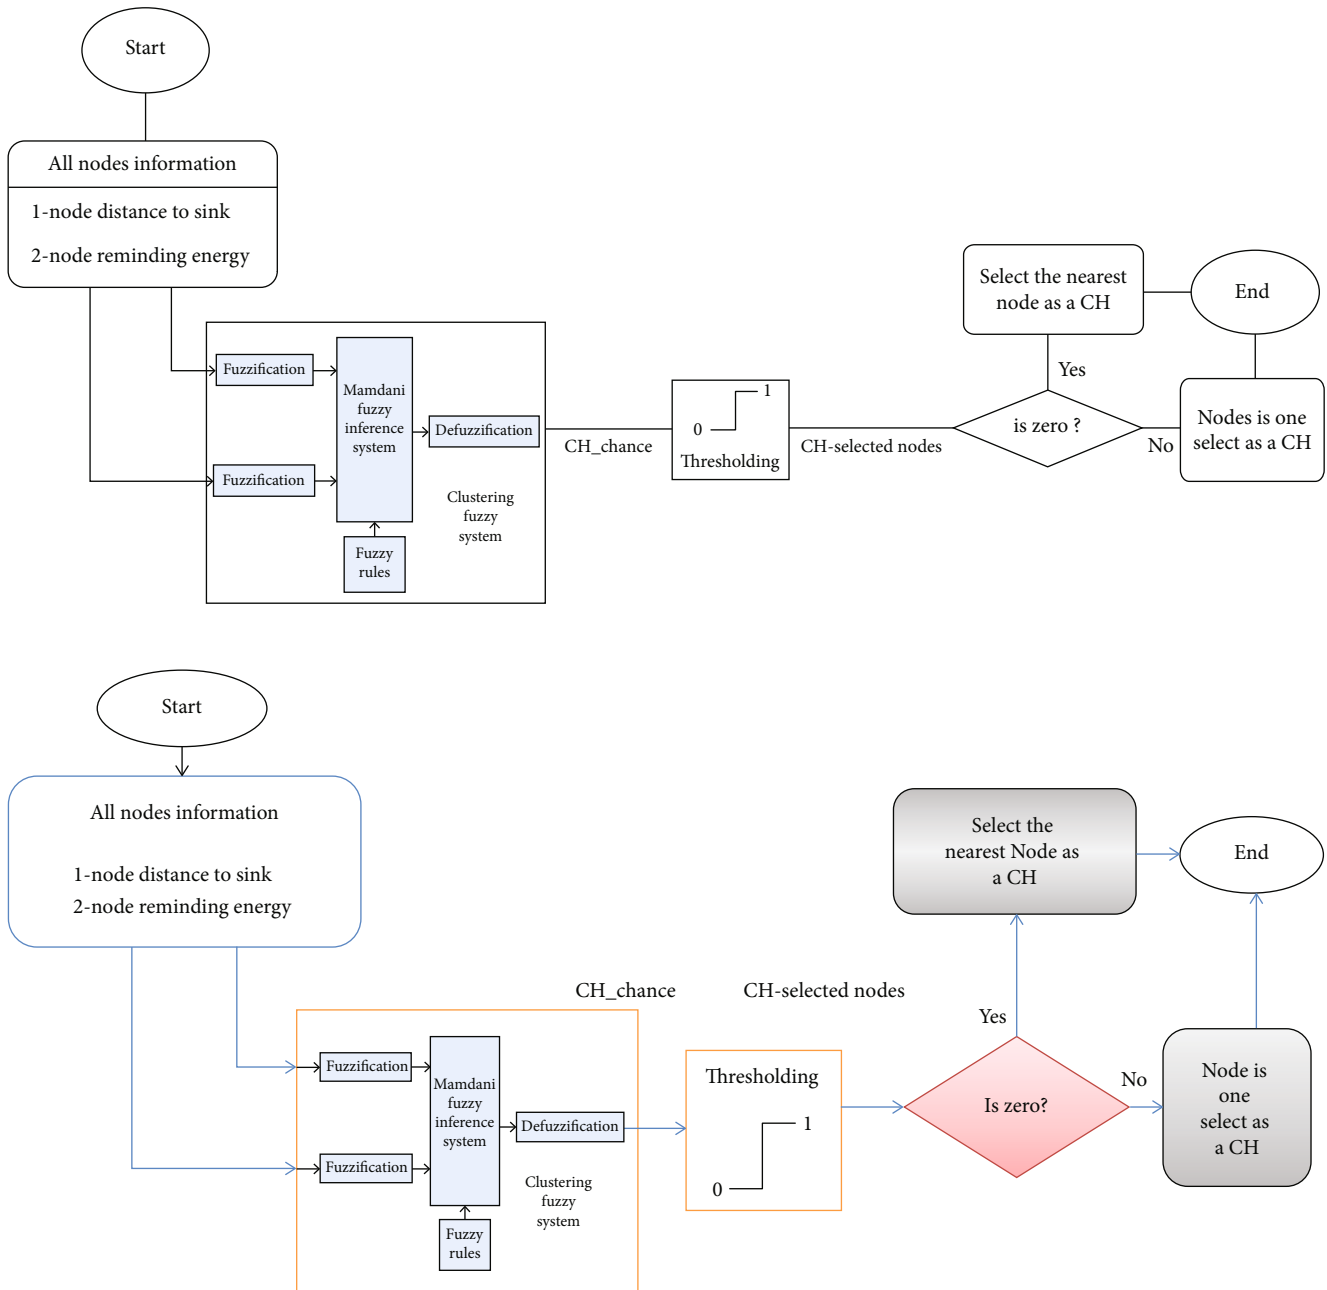 Start
All nodes information
1-node distance to sink
2-node reminding energy
Fuzzification
Fuzzification
Mamdani
fuzzy
inference
system
Fuzzy
rules
Defuzzification
Clustering
fuzzy
system
CH_chance
0
1
Thresholding
CH-selected nodes
is zero ?
Yes
No
Select the nearest
node as a CH
End
Nodes is one
select as a CH
Start
All nodes information
1-node distance to sink
2-node reminding energy
Fuzzification
Fuzzification
Mamdani
fuzzy
inference
system
Fuzzy
rules
Defuzzification
Clustering
fuzzy
system
CH_chance
CH-selected nodes
Thresholding
1
0
Is zero?
Yes
No
Select the
nearest Node as
a CH
End
Node is
one
select as
a CH